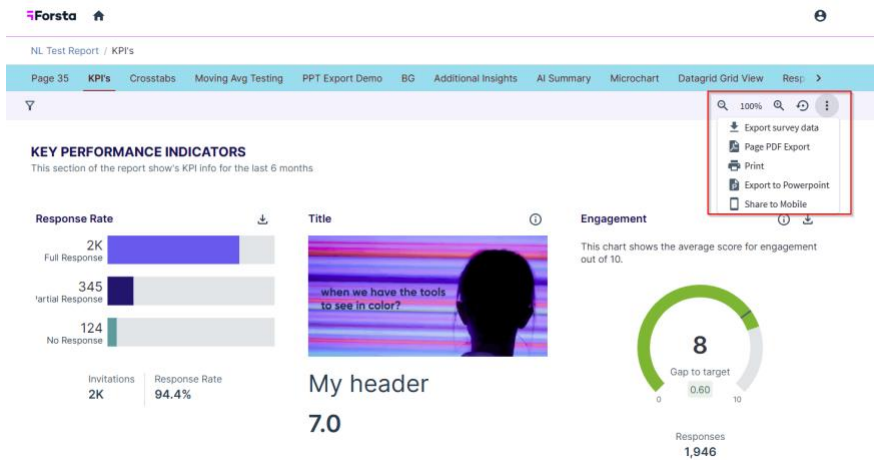 Forsta
NL Test Report / KPI's
Page 35 KPI's Crosstabs Moving Avg Testing PPT Export Demo BG Additional Insights AI Summary Microchart Datagrid Grid View Resp
100%
Export survey data
Page PDF Export
Print
Export to Powerpoint
Share to Mobile
KEY PERFORMANCE INDICATORS
This section of the report show's KPI info for the last 6 months
Response Rate
2K
Full Response
345
Partial Response
124
No Response
Invitations Response Rate
2K 94.4%
Title
when we have the tools
to see in color?
My header
7.0
Engagement
This chart shows the average score for engagement
out of 10.
8
Gap to target
0.60
0 10
Responses
1,946